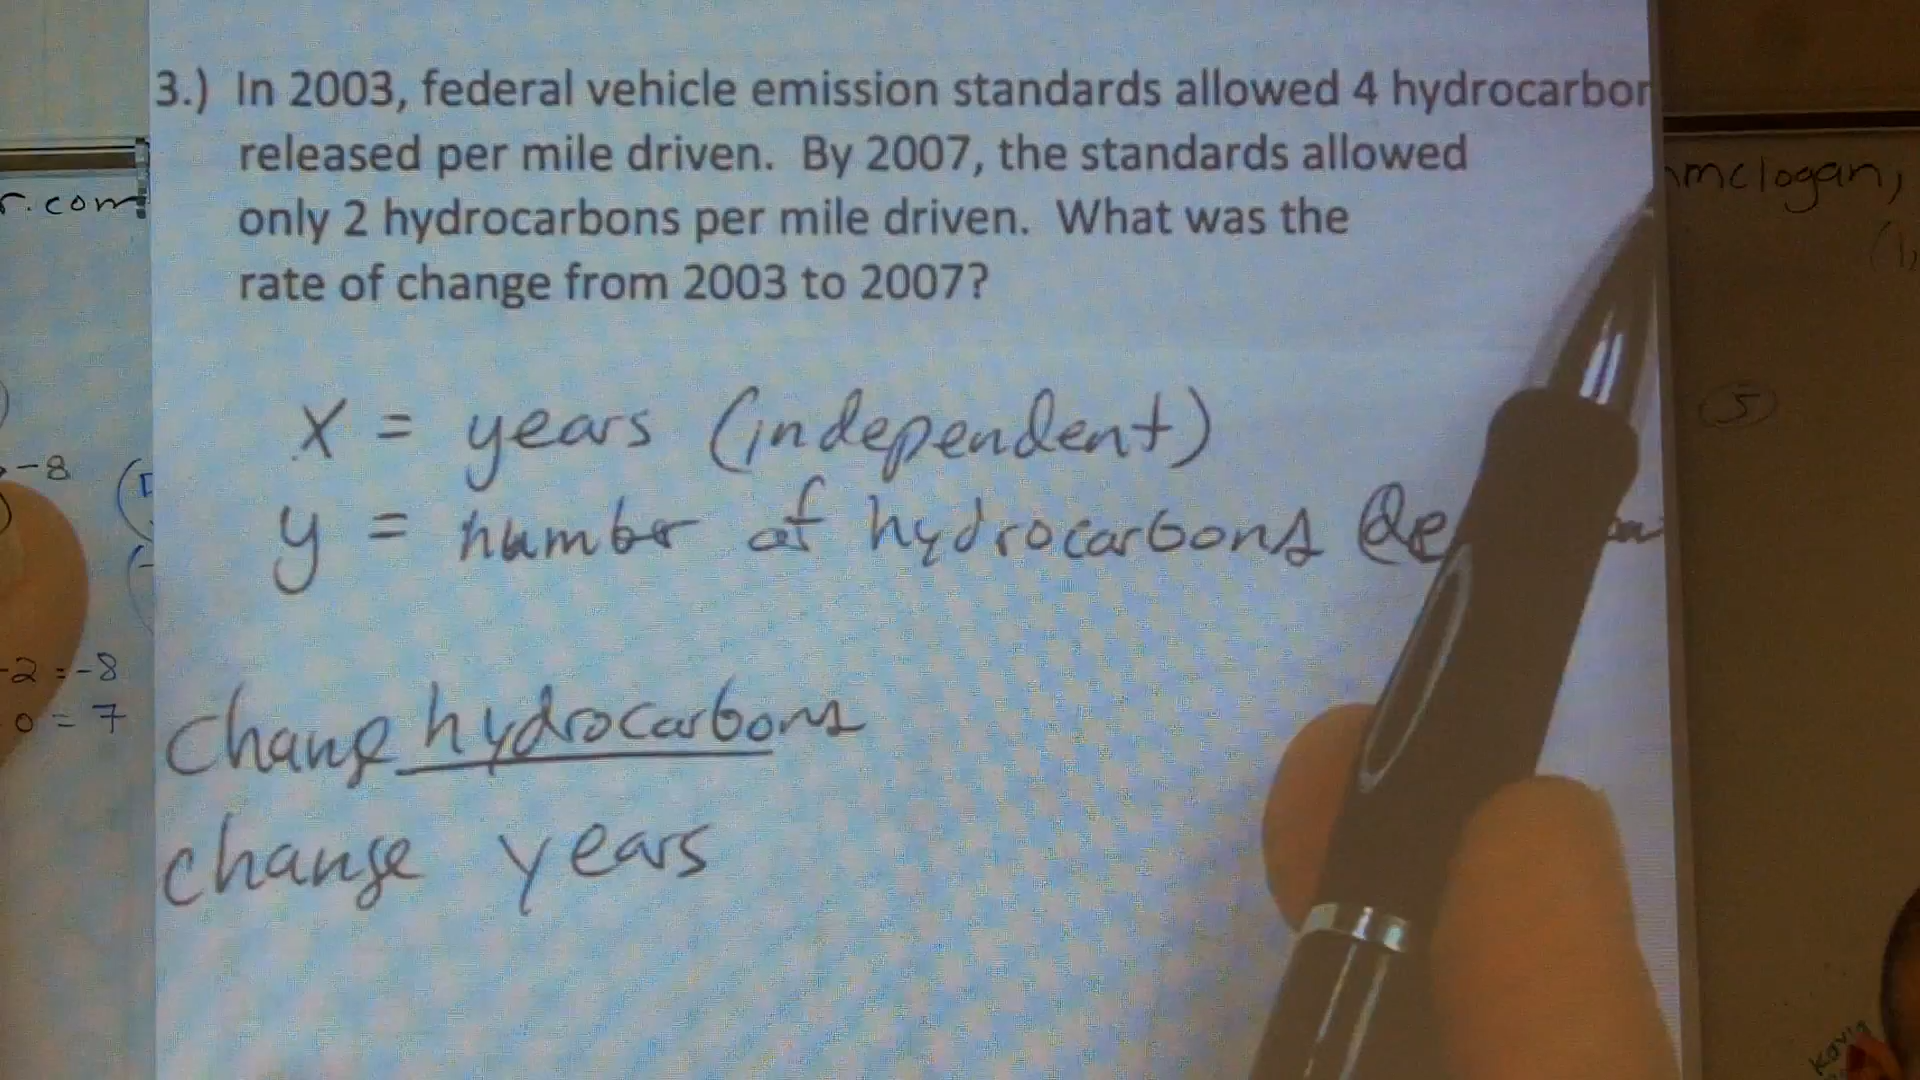 3.) In 2003, federal vehicle emission standards allowed 4 hydrocarbon
released per mile driven. By 2007, the standards allowed
only 2 hydrocarbons per mile driven. What was the
rate of change from 2003 to 2007?
x = years (independent)
y = number of hydrocarbons
change hydrocarbons
change years
r.com
-8
-2 = -8
0 = 7
mclogan,
5